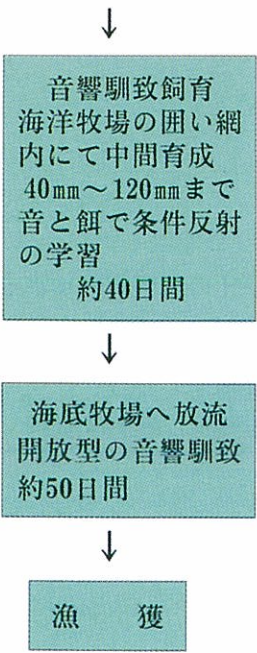 ↓
音響馴致飼育
海洋牧場の囲い網
内にて中間育成
40㎜～120㎜まで
音と餌で条件反射
の学習
約40日間
↓
海底牧場へ放流
開放型の音響馴致
約50日間
↓
漁　獲